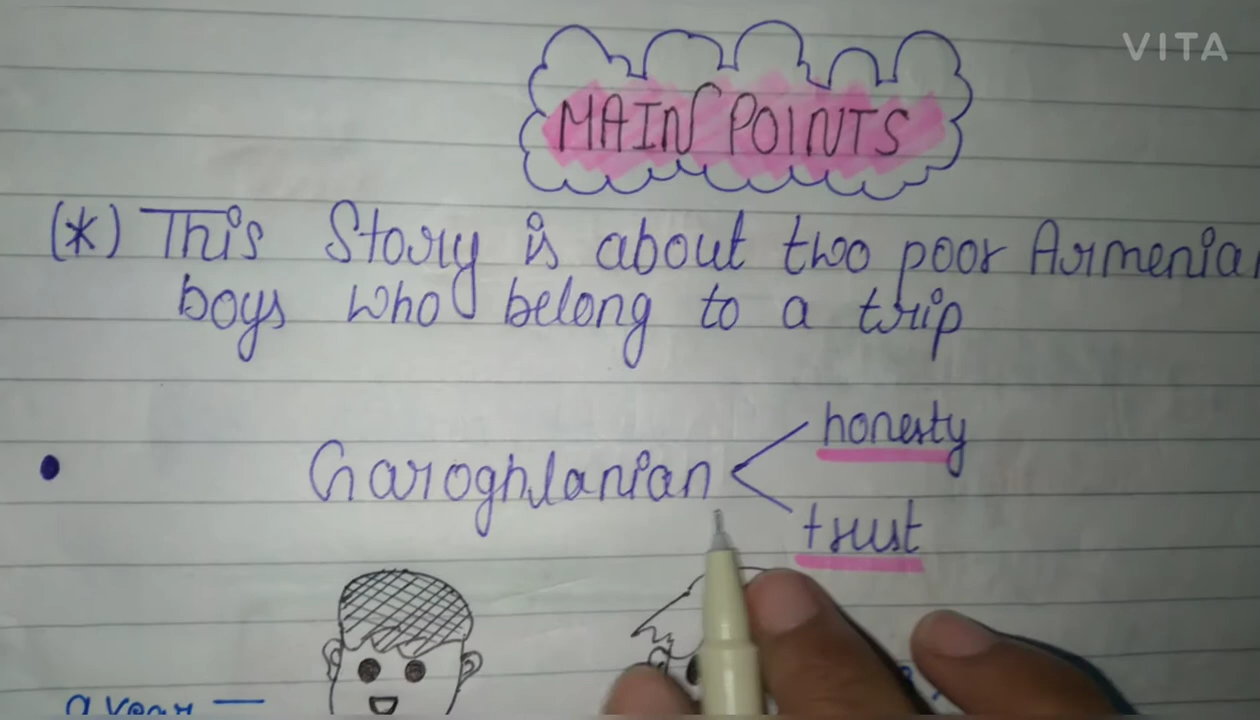 VITA
MAIN POINTS
(*) This Story is about two poor Armenian
boys who belong to a trip
• Garoghlanian < honesty
trust